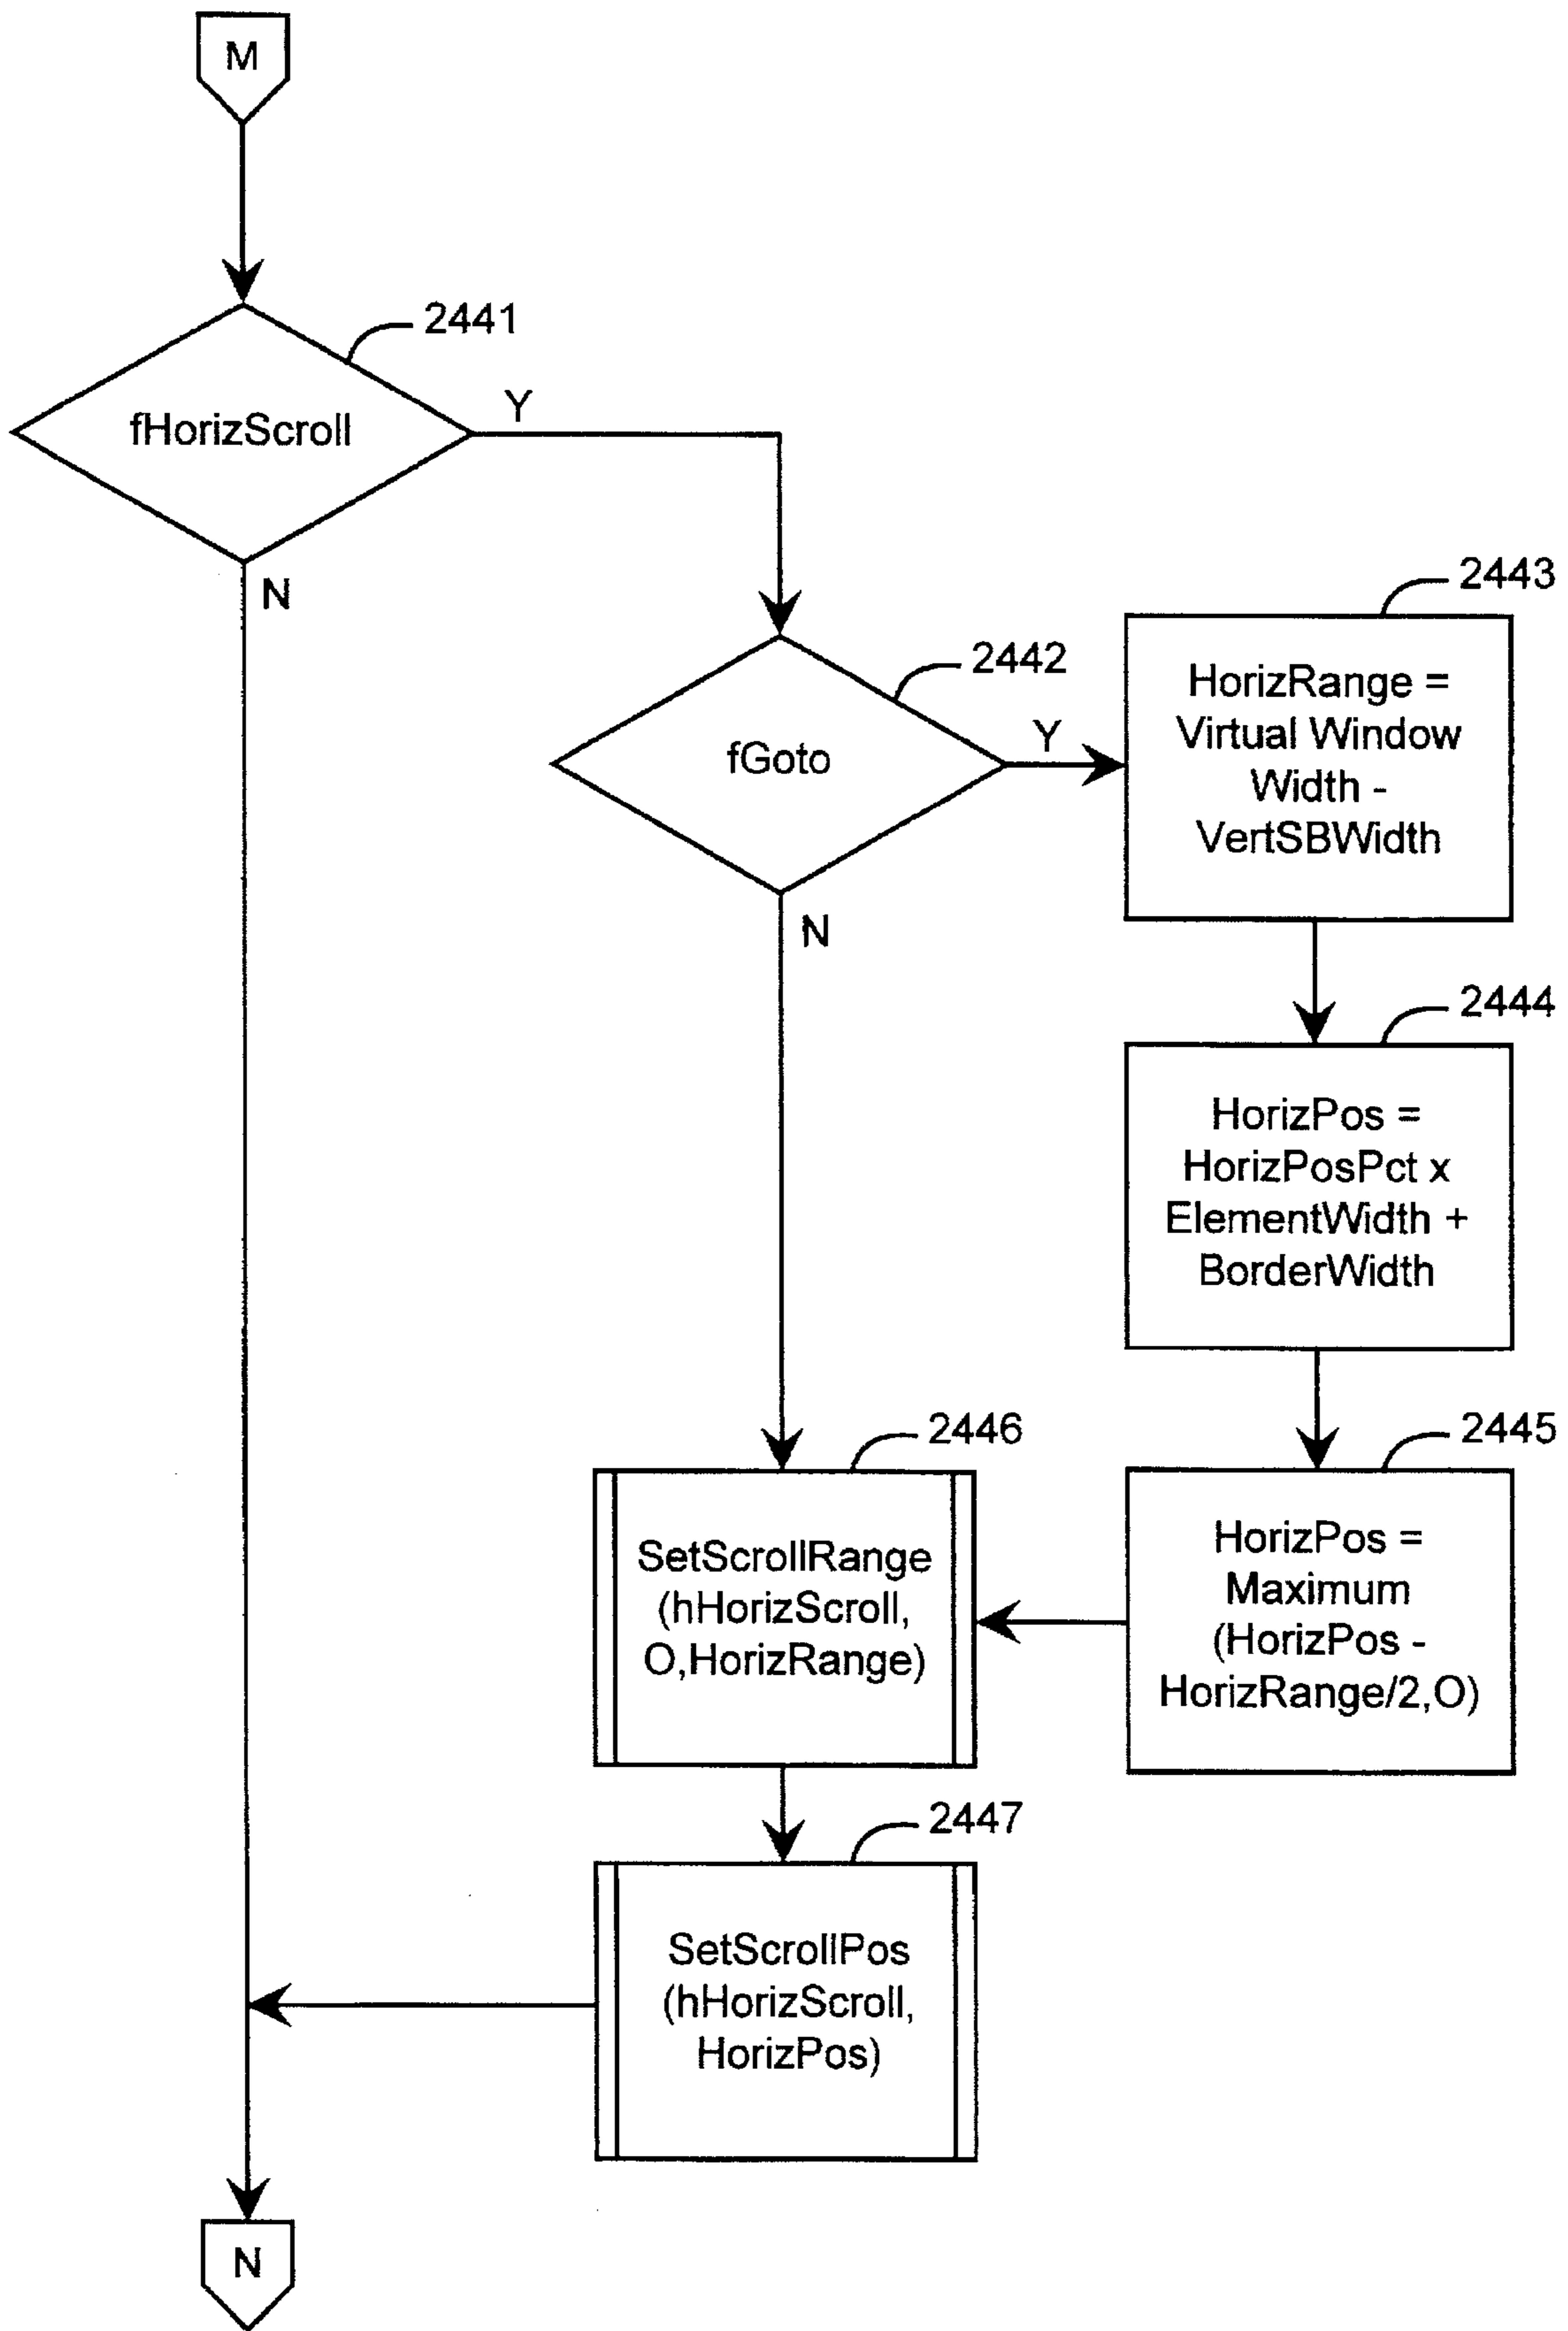 M
2441
fHorizScroll
Y
N
2442
fGoto
Y
N
2443
HorizRange =
Virtual Window
Width -
VertSBWidth
2444
HorizPos =
HorizPosPct x
ElementWidth +
BorderWidth
2445
HorizPos =
Maximum
(HorizPos -
HorizRange/2,O)
2446
SetScrollRange
(hHorizScroll,
O,HorizRange)
2447
SetScrollPos
(hHorizScroll,
HorizPos)
N